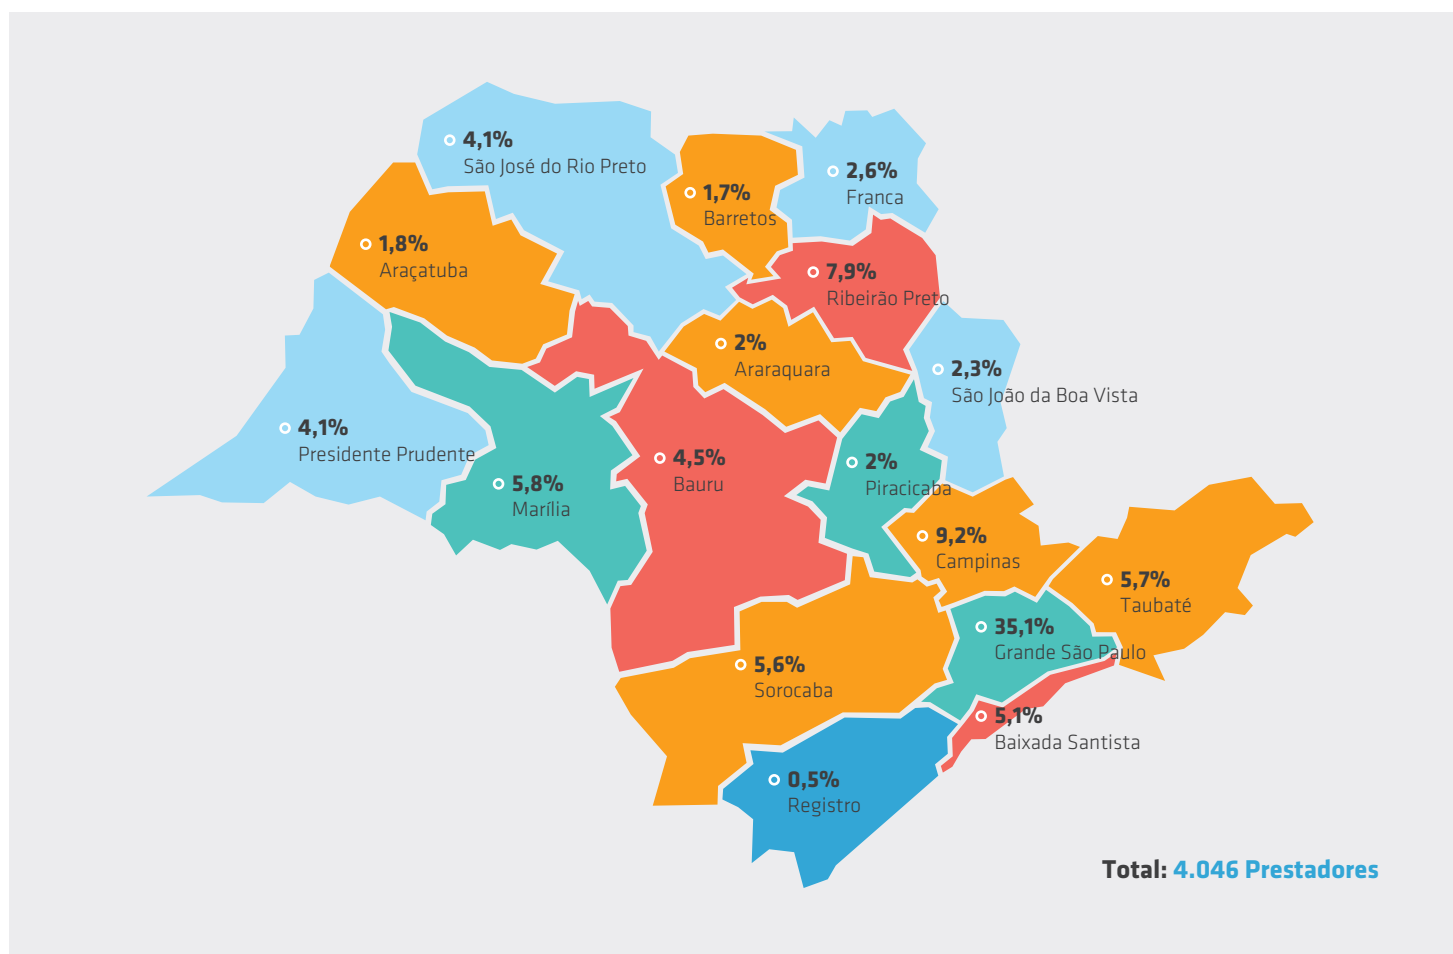 4,1%
São José do Rio Preto
1,7%
Barretos
2,6%
Franca
1,8%
Araçatuba
7,9%
Ribeirão Preto
2%
Araraquara
2,3%
São João da Boa Vista
4,1%
Presidente Prudente
5,8%
Marília
4,5%
Bauru
2%
Piracicaba
9,2%
Campinas
5,7%
Taubaté
35,1%
Grande São Paulo
5,6%
Sorocaba
5,1%
Baixada Santista
0,5%
Registro
Total: 4.046 Prestadores